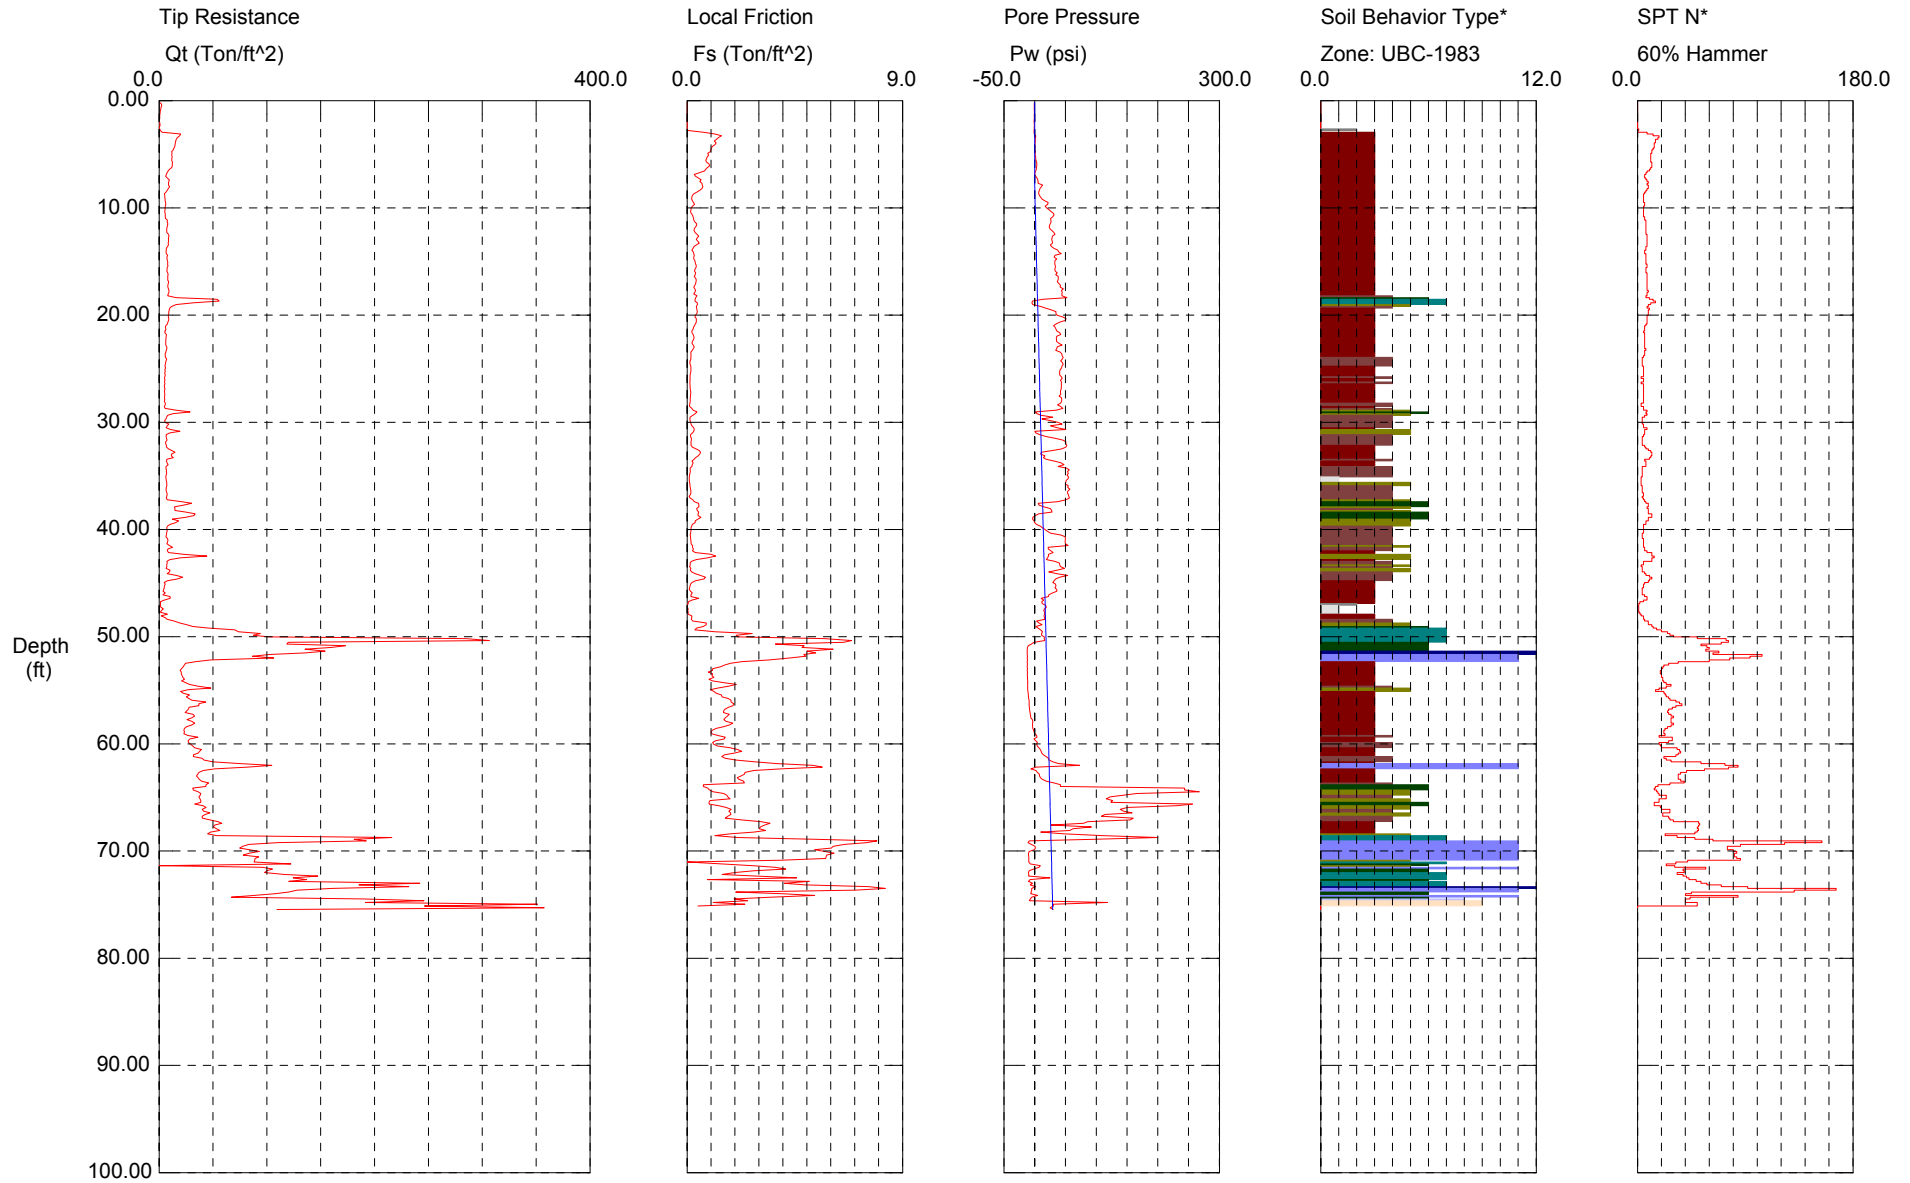 Tip Resistance
Qt (Ton/ft^2)
0.0 400.0
Local Friction
Fs (Ton/ft^2)
0.0 9.0
Pore Pressure
Pw (psi)
-50.0 300.0
Soil Behavior Type*
Zone: UBC-1983
0.0 12.0
SPT N*
60% Hammer
0.0 180.0
0.00
10.00
20.00
30.00
40.00
50.00
Depth
(ft)
60.00
70.00
80.00
90.00
100.00